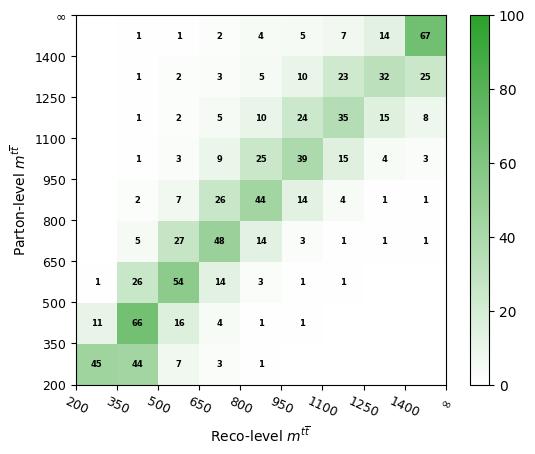 ∞ 1 1 2 4 5 7 14 67 100
1400
1 2 3 5 10 23 32 25
1250 80
1 2 5 10 24 35 15 8
1100
1 3 9 25 39 15 4 3 60
950
2 7 26 44 14 4 1 1
800
5 27 48 14 3 1 1 1 40
650
1 26 54 14 3 1 1
500 20
11 66 16 4 1 1
350
45 44 7 3 1
200 0
200 350 500 650 800 950 1100 1250 1400 ∞
Parton-level m^{tt̅}
Reco-level m^{tt̅}